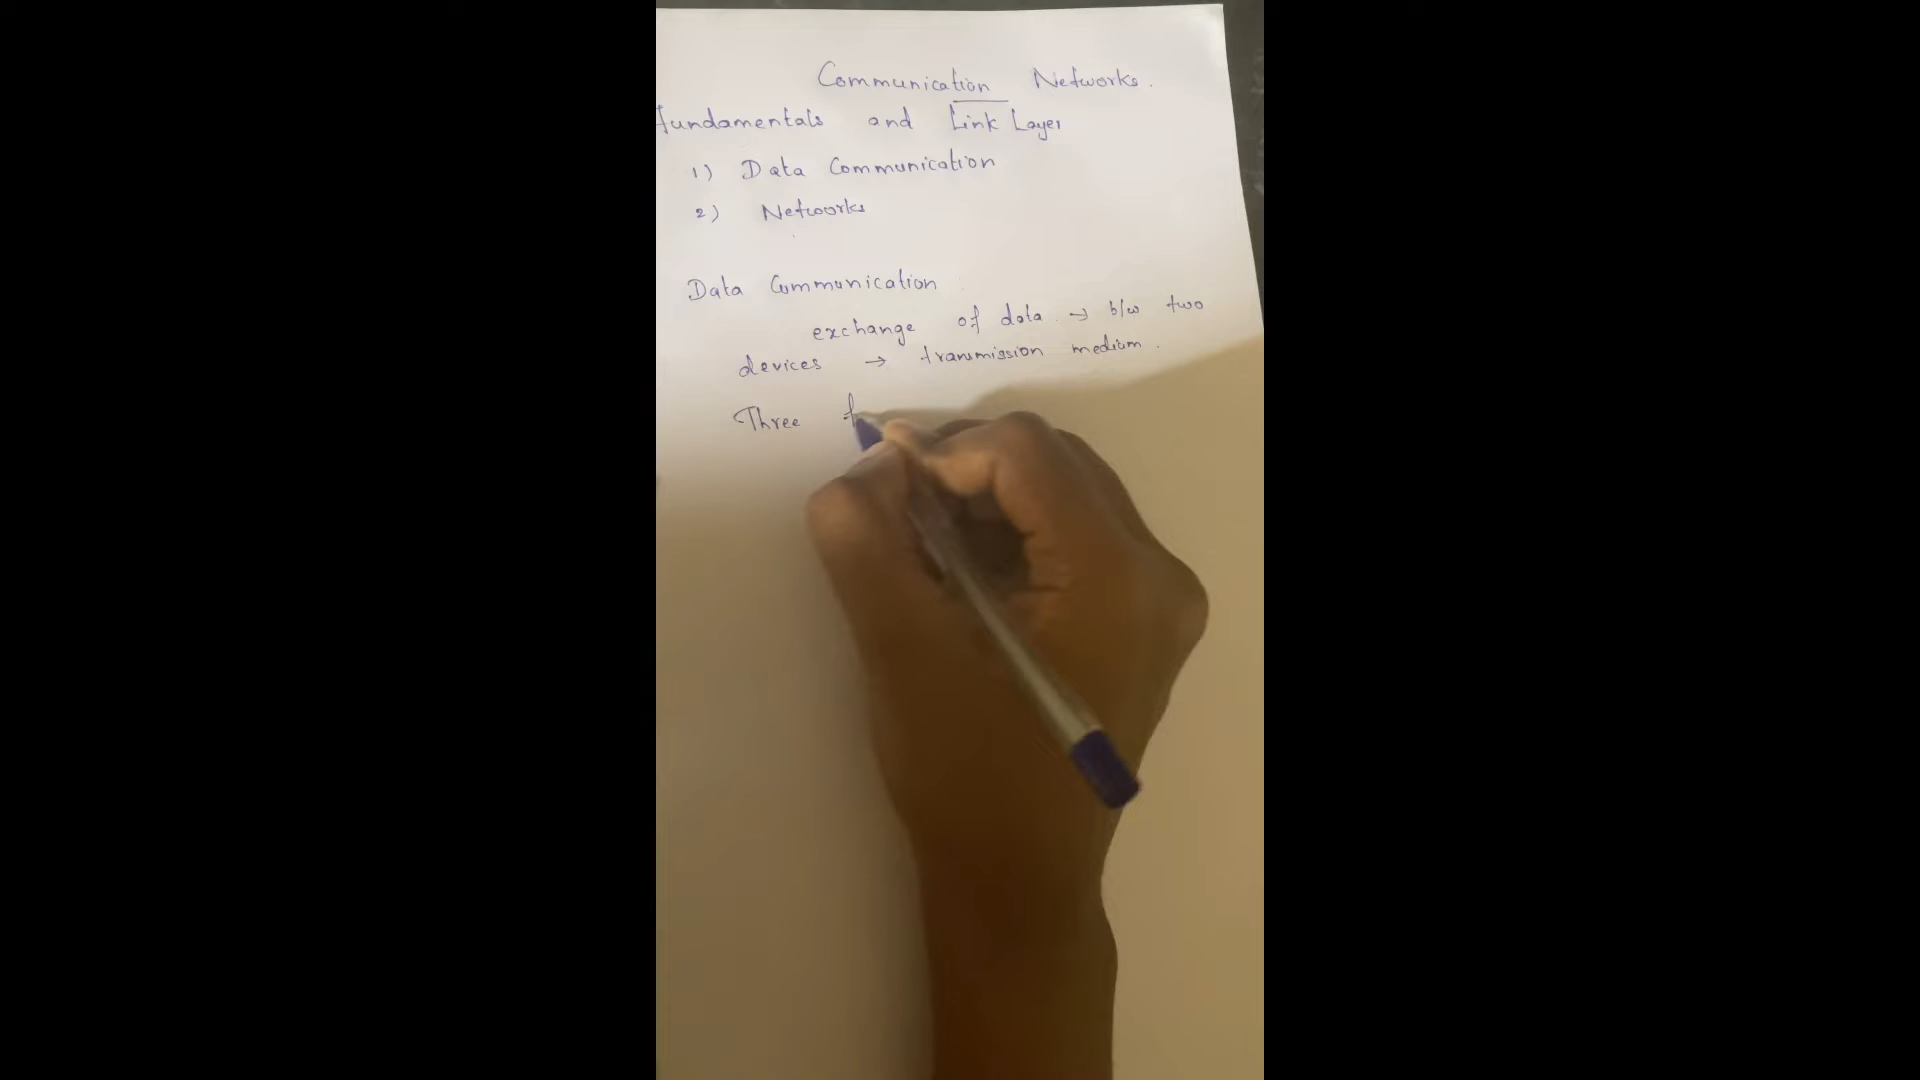 Communication Networks.
fundamentals and Link Layer
1) Data Communication
2) Networks
Data Communication
exchange of data → b/w two
devices → transmission medium.
Three f